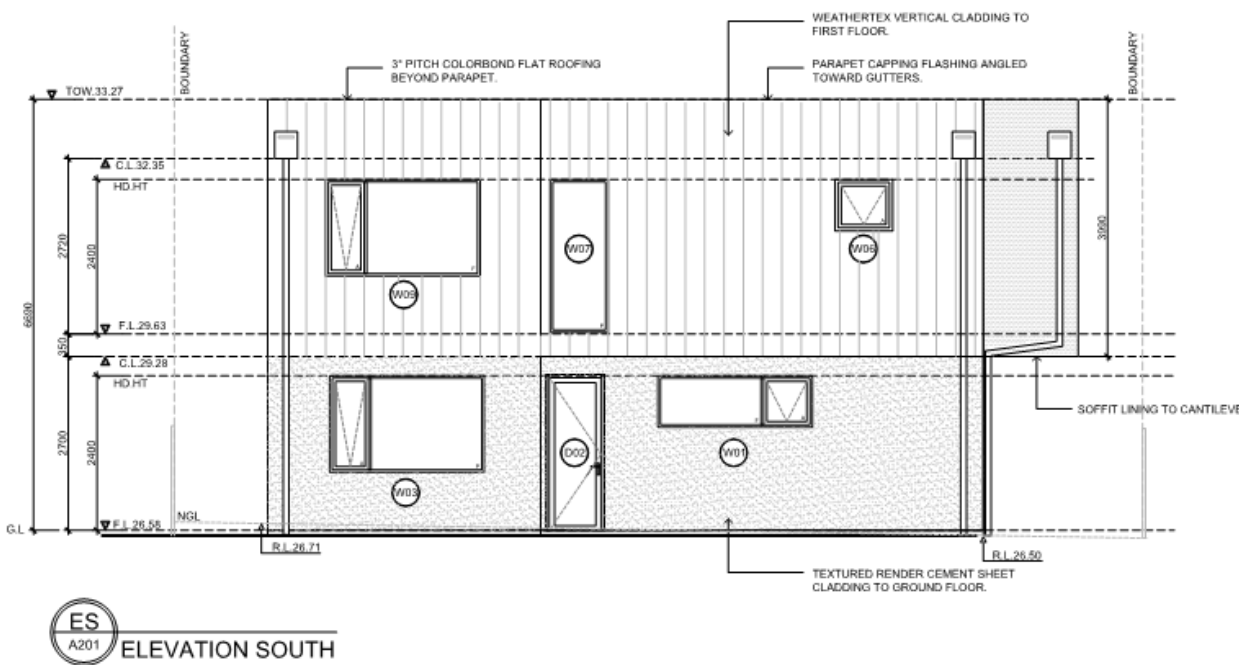 WEATHERTEX VERTICAL CLADDING TO
FIRST FLOOR.
BOUNDARY
3° PITCH COLORBOND FLAT ROOFING
BEYOND PARAPET.
PARAPET CAPPING FLASHING ANGLED
TOWARD GUTTERS.
BOUNDARY
TOW.33.27
C.L.32.35
HD.HT
2720
2400
6690
3990
W07
W06
W09
F.L.29.63
350
C.L.29.28
HD.HT
SOFFIT LINING TO CANTILEVE
2700
2400
D02
W01
W03
NGL
G.L
F.L.26.58
R.L.26.71
R.L.26.50
TEXTURED RENDER CEMENT SHEET
CLADDING TO GROUND FLOOR.
ES
A201
ELEVATION SOUTH